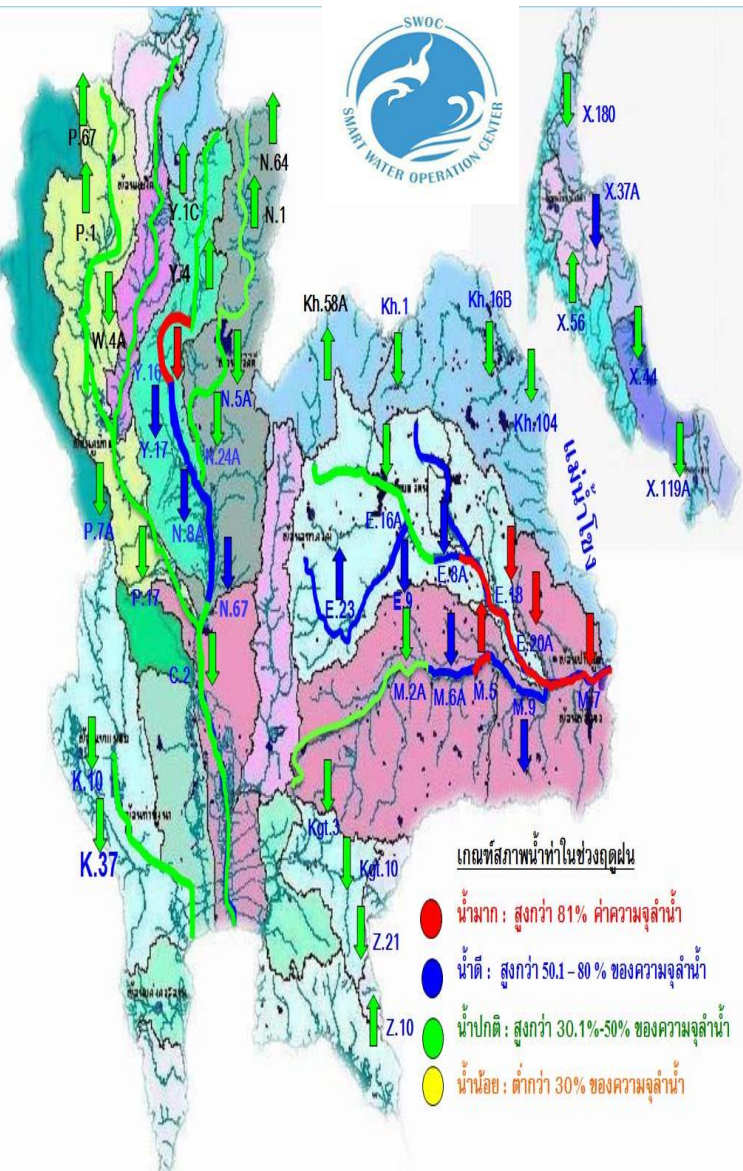 SWOC
SMART WATER OPERATION CENTER
X.180
P.67
N.64
X.37A
Y.1C
N.1
P.1
Y.4
Kh.58A
Kh.1
Kh.16B
X.56
W.4A
Y.16
N.5A
X.44
Y.17
Kh.104
N.24A
X.119A
แม่น้ำโขง
P.7A
N.8A
E.16A
E.8A
P.17
N.67
E.23
E.9
E.18
E.20A
C.2
M.2A
M.6A
M.5
M.9
M.7
K.10
K.37
Kgt.3
Kgt.10
Z.21
Z.10
เกณฑ์สภาพน้ำท่าในช่วงฤดูฝน
น้ำมาก : สูงกว่า 81% ค่าความจุลำน้ำ
น้ำดี : สูงกว่า 50.1 – 80 % ของความจุลำน้ำ
น้ำปกติ : สูงกว่า 30.1%-50% ของความจุลำน้ำ
น้ำน้อย : ต่ำกว่า 30% ของความจุลำน้ำ